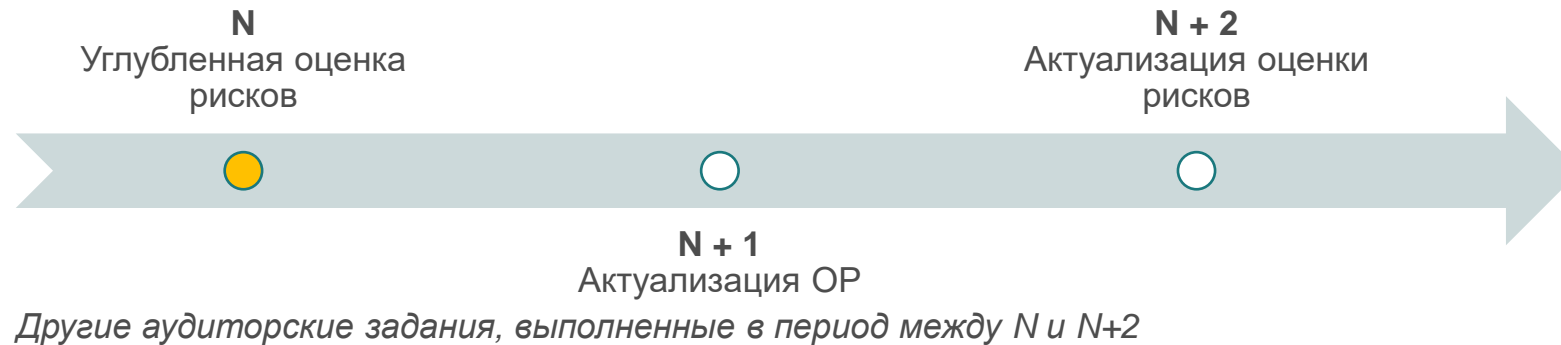 N
Углубленная оценка
рисков
N + 2
Актуализация оценки
рисков
N + 1
Актуализация ОР
Другие аудиторские задания, выполненные в период между N и N+2